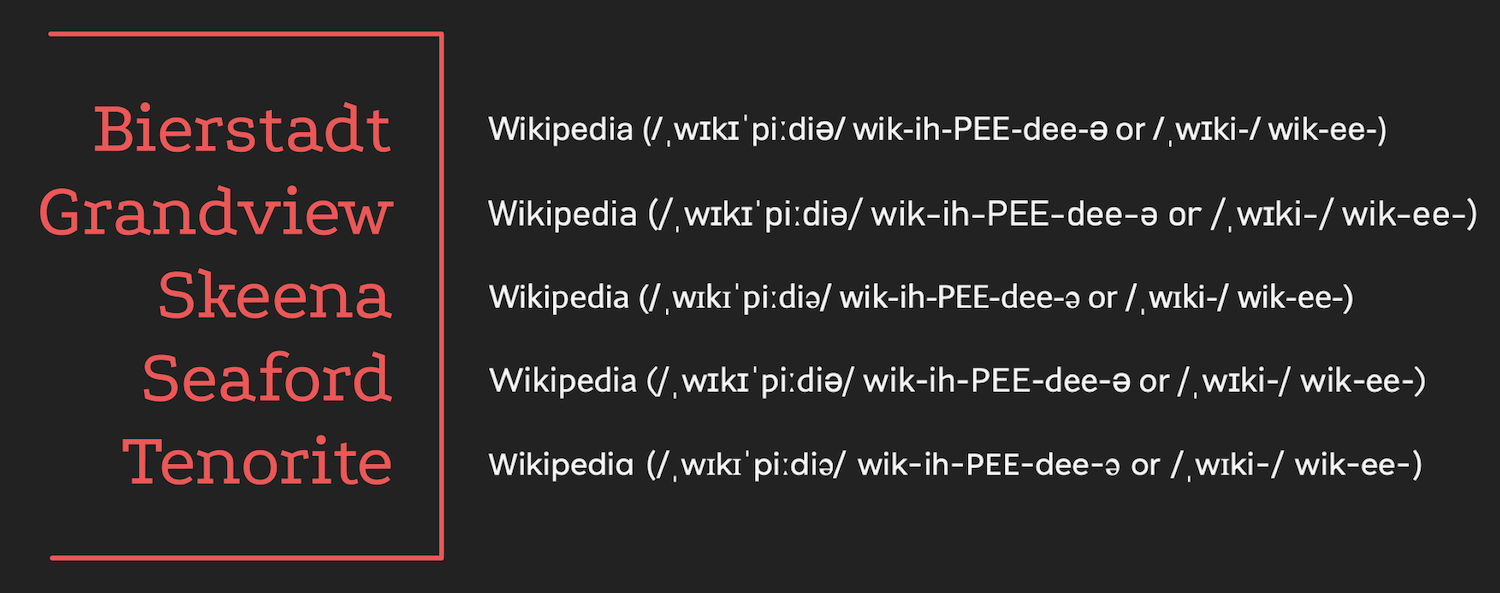 Bierstadt
Wikipedia (/ˌwɪkɪˈpiːdiə/ wik-ih-PEE-dee-ə or /ˌwɪki-/ wik-ee-)
Grandview
Wikipedia (/ˌwɪkɪˈpiːdiə/ wik-ih-PEE-dee-ə or /ˌwɪki-/ wik-ee-)
Skeena
Wikipedia (/ˌwɪkɪˈpiːdiə/ wik-ih-PEE-dee-ə or /ˌwɪki-/ wik-ee-)
Seaford
Wikipedia (/ˌwɪkɪˈpiːdiə/ wik-ih-PEE-dee-ə or /ˌwɪki-/ wik-ee-)
Tenorite
Wikipedia (/ˌwɪkɪˈpiːdiə/ wik-ih-PEE-dee-ə or /ˌwɪki-/ wik-ee-)